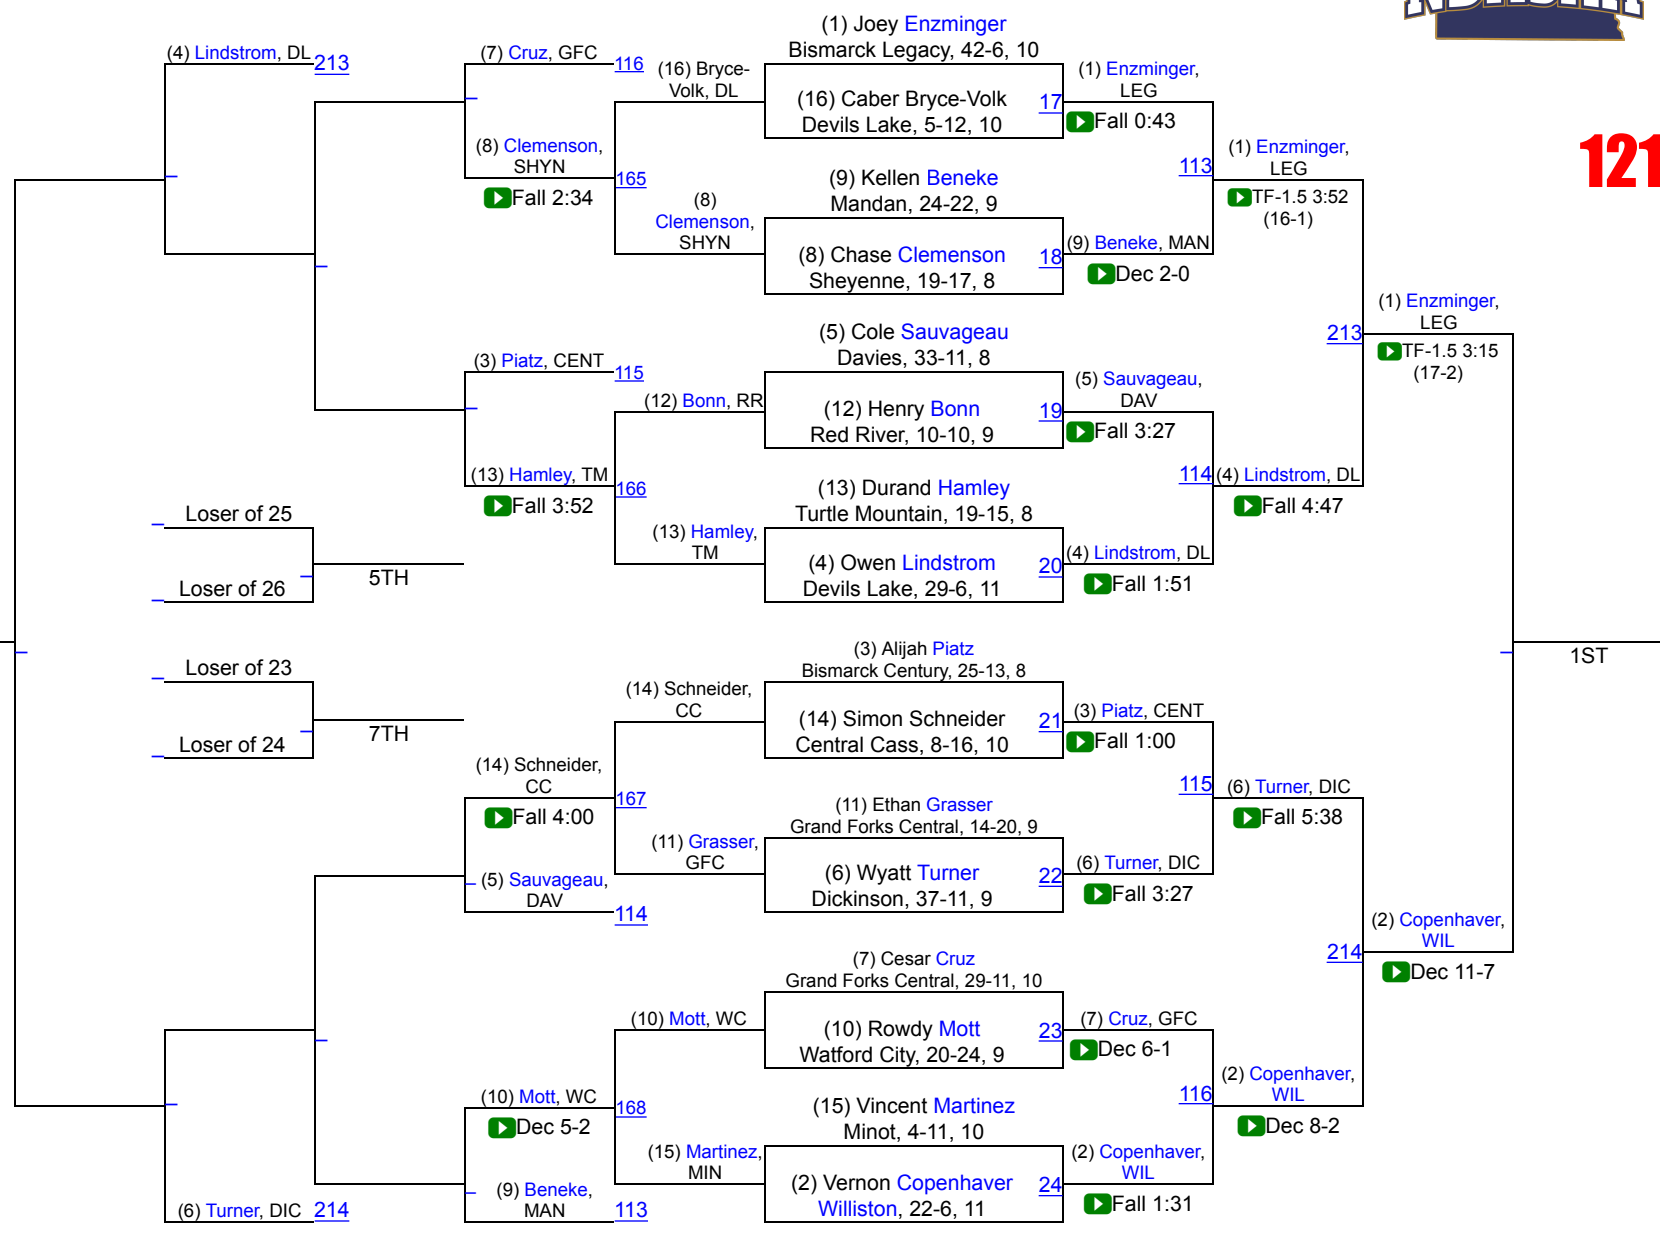 (1) Joey Enzminger
Bismarck Legacy, 42-6, 10
(16) Caber Bryce-Volk
Devils Lake, 5-12, 10
17
(9) Kellen Beneke
Mandan, 24-22, 9
(8) Chase Clemenson
Sheyenne, 19-17, 8
18
(5) Cole Sauvageau
Davies, 33-11, 8
(12) Henry Bonn
Red River, 10-10, 9
19
(13) Durand Hamley
Turtle Mountain, 19-15, 8
(4) Owen Lindstrom
Devils Lake, 29-6, 11
20
(3) Alijah Piatz
Bismarck Century, 25-13, 8
(14) Simon Schneider
Central Cass, 8-16, 10
21
(11) Ethan Grasser
Grand Forks Central, 14-20, 9
(6) Wyatt Turner
Dickinson, 37-11, 9
22
(7) Cesar Cruz
Grand Forks Central, 29-11, 10
(10) Rowdy Mott
Watford City, 20-24, 9
23
(15) Vincent Martinez
Minot, 4-11, 10
(2) Vernon Copenhaver
Williston, 22-6, 11
24
(1) Enzminger,
LEG
Fall 0:43
113
(9) Beneke, MAN
Dec 2-0
(5) Sauvageau,
DAV
Fall 3:27
114
(4) Lindstrom, DL
Fall 1:51
(3) Piatz, CENT
Fall 1:00
115
(6) Turner, DIC
Fall 3:27
(7) Cruz, GFC
Dec 6-1
116
(2) Copenhaver,
WIL
Fall 1:31
(1) Enzminger,
LEG
TF-1.5 3:52
(16-1)
213
(4) Lindstrom, DL
Fall 4:47
(6) Turner, DIC
Fall 5:38
214
(2) Copenhaver,
WIL
Dec 8-2
(1) Enzminger,
LEG
TF-1.5 3:15
(17-2)
(2) Copenhaver,
WIL
Dec 11-7
1ST
121
(16) Bryce-
Volk, DL
165
(8)
Clemenson,
SHYN
(12) Bonn, RR
166
(13) Hamley,
TM
(14) Schneider,
CC
167
(11) Grasser,
GFC
(10) Mott, WC
168
(15) Martinez,
MIN
(7) Cruz, GFC
116
(8) Clemenson,
SHYN
Fall 2:34
(3) Piatz, CENT
115
(13) Hamley, TM
Fall 3:52
(14) Schneider,
CC
Fall 4:00
(5) Sauvageau,
DAV
114
(10) Mott, WC
Dec 5-2
(9) Beneke,
MAN
113
(4) Lindstrom, DL
213
(6) Turner, DIC
214
Loser of 25
Loser of 26
5TH
Loser of 23
Loser of 24
7TH